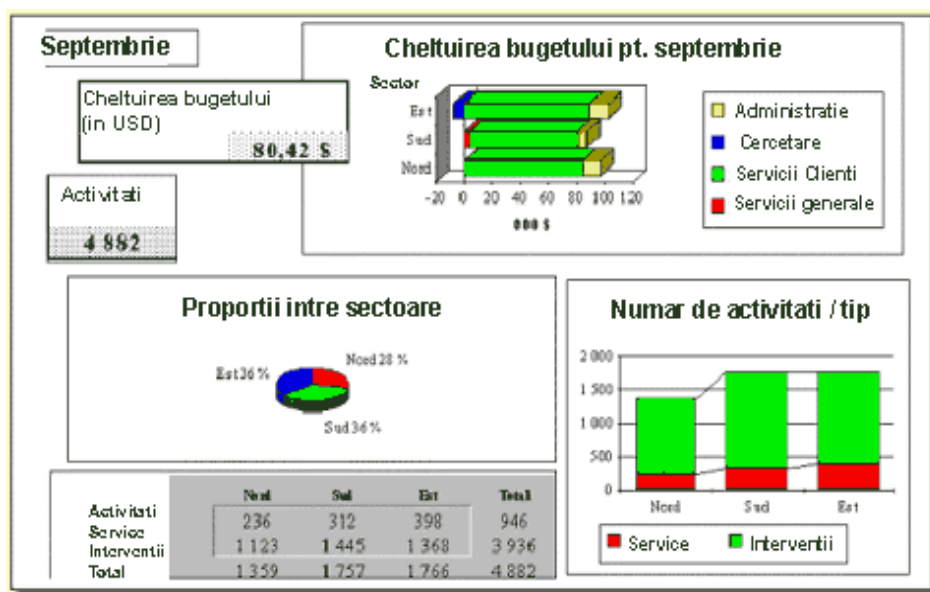 Septembrie
Cheltuirea bugetului
(in USD)
80,42 $
Activitati
4 882
Cheltuirea bugetului pt. septembrie
Sector
Est
Sud
Nord
-20 0 20 40 60 80 100 120
000 $
Administratie
Cercetare
Servicii Clienti
Servicii generale
Proportii intre sectoare
Nord 28 %
Est 36 %
Sud 36 %
Numar de activitati / tip
2 000
1 500
1 000
500
0
Nord Sud Est
Service Interventii
Nord Sud Est Total
Activitati
Service 236 312 398 946
Interventii 1 123 1 445 1 368 3 936
Total 1 359 1 757 1 766 4 882